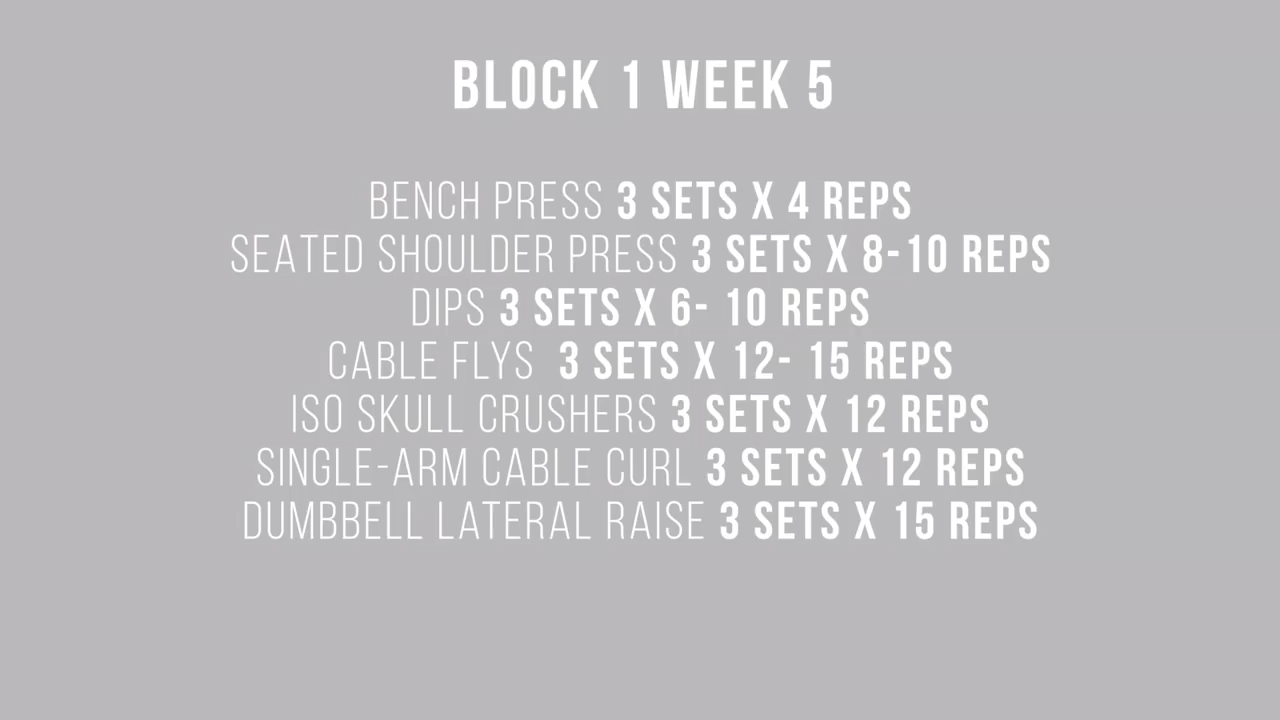 BLOCK 1 WEEK 5
BENCH PRESS 3 SETS X 4 REPS
SEATED SHOULDER PRESS 3 SETS X 8-10 REPS
DIPS 3 SETS X 6- 10 REPS
CABLE FLYS 3 SETS X 12- 15 REPS
ISO SKULL CRUSHERS 3 SETS X 12 REPS
SINGLE-ARM CABLE CURL 3 SETS X 12 REPS
DUMBBELL LATERAL RAISE 3 SETS X 15 REPS